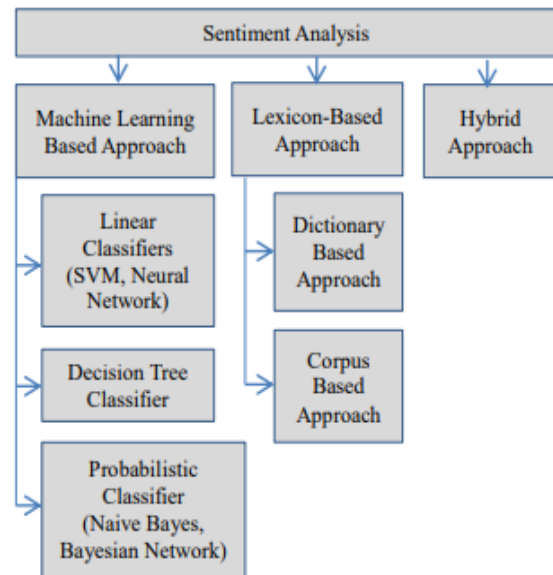 Sentiment Analysis
Machine Learning
Based Approach
Lexicon-Based
Approach
Hybrid
Approach
Linear
Classifiers
(SVM, Neural
Network)
Decision Tree
Classifier
Probabilistic
Classifier
(Naive Bayes,
Bayesian Network)
Dictionary
Based
Approach
Corpus
Based
Approach